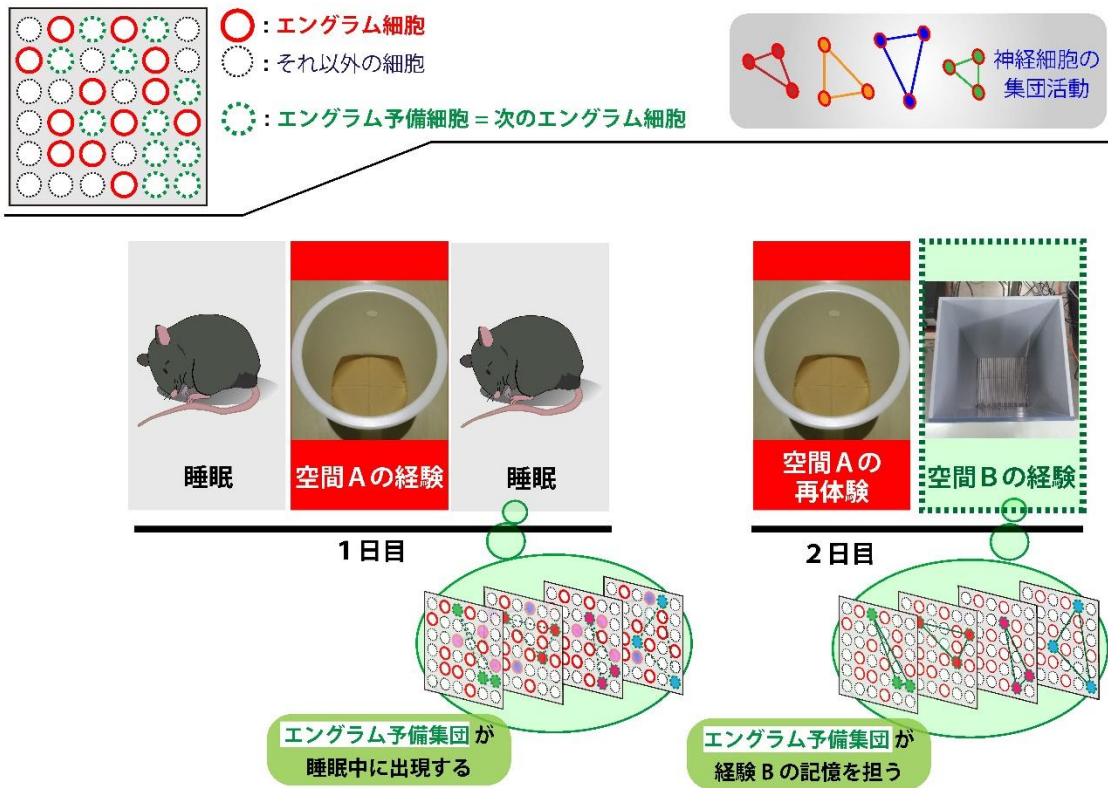 ：エングラム細胞
：それ以外の細胞
：エングラム予備細胞 = 次のエングラム細胞
神経細胞の
集団活動
睡眠
空間Aの経験
睡眠
空間Aの
再体験
空間Bの経験
1日目
2日目
エングラム予備集団 が
睡眠中に出現する
エングラム予備集団 が
経験Bの記憶を担う